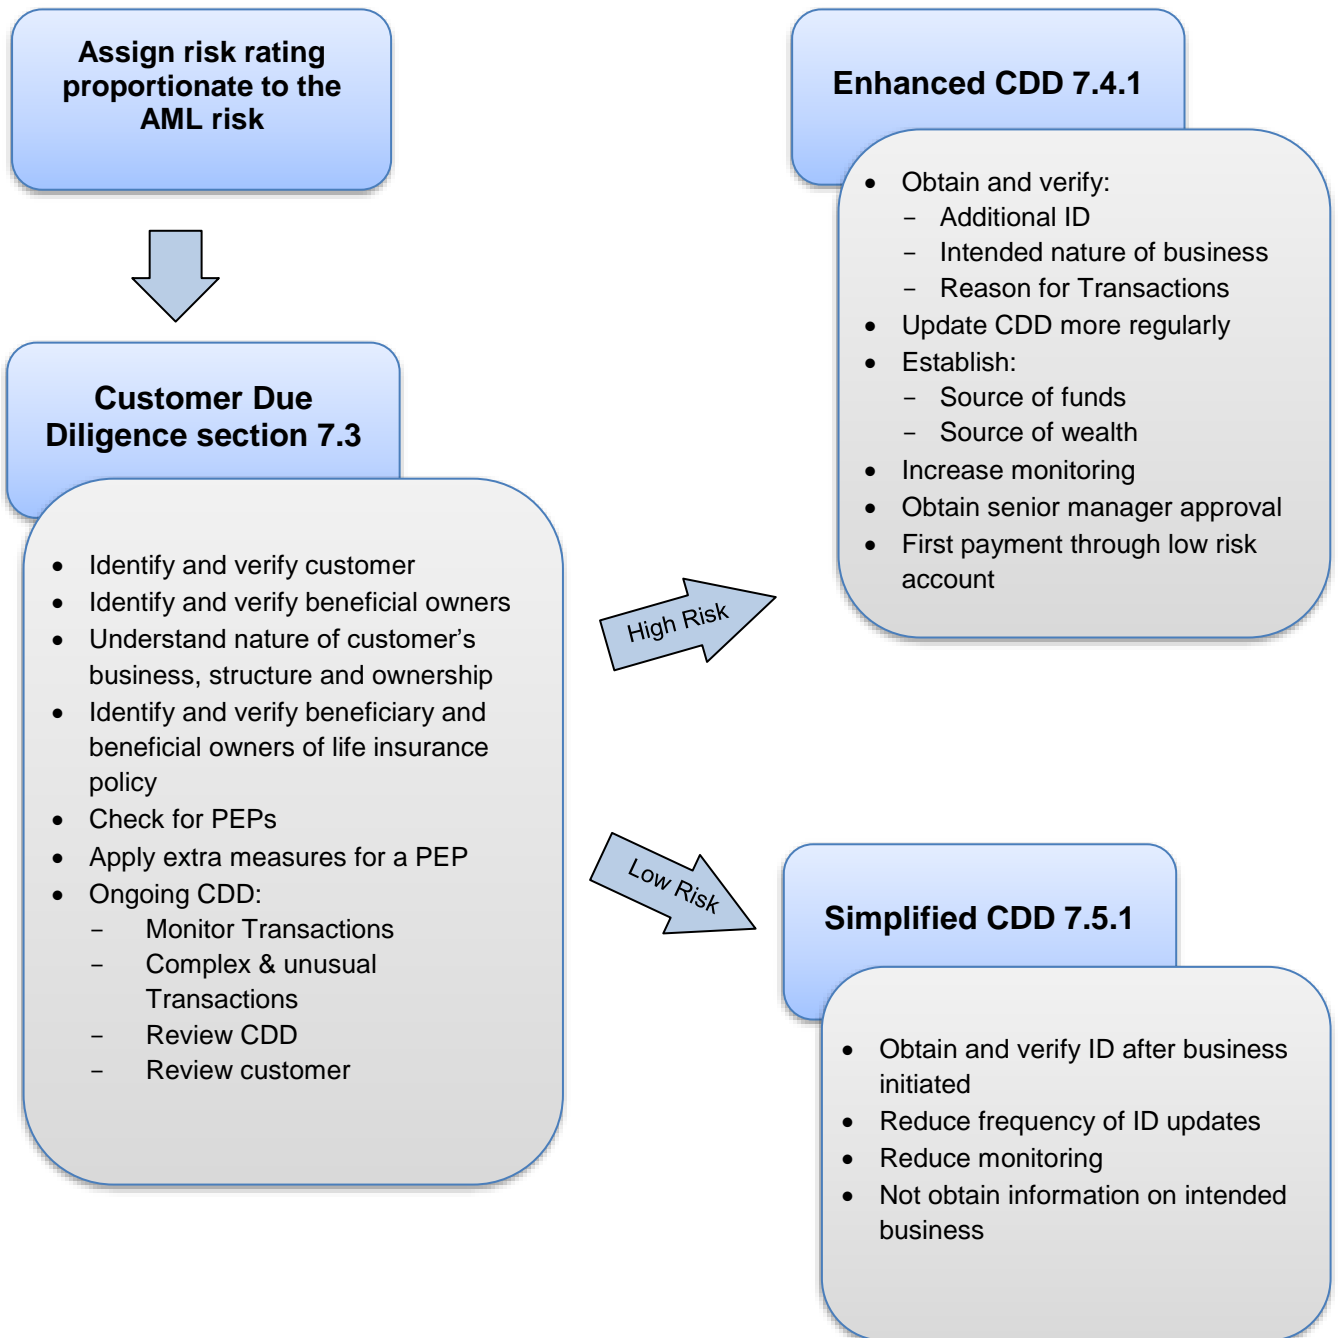 Assign risk rating
proportionate to the
AML risk
Customer Due
Diligence section 7.3
• Identify and verify customer
• Identify and verify beneficial owners
• Understand nature of customer’s
business, structure and ownership
• Identify and verify beneficiary and
beneficial owners of life insurance
policy
• Check for PEPs
• Apply extra measures for a PEP
• Ongoing CDD:
– Monitor Transactions
– Complex & unusual
Transactions
– Review CDD
– Review customer
High Risk
Enhanced CDD 7.4.1
• Obtain and verify:
– Additional ID
– Intended nature of business
– Reason for Transactions
• Update CDD more regularly
• Establish:
– Source of funds
– Source of wealth
• Increase monitoring
• Obtain senior manager approval
• First payment through low risk
account
Low Risk
Simplified CDD 7.5.1
• Obtain and verify ID after business
initiated
• Reduce frequency of ID updates
• Reduce monitoring
• Not obtain information on intended
business